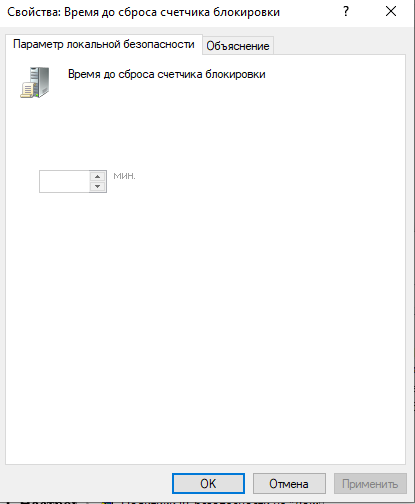 Свойства: Время до сброса счетчика блокировки
?
Параметр локальной безопасности
Объяснение
Время до сброса счетчика блокировки
мин.
OK
Отмена
Применить